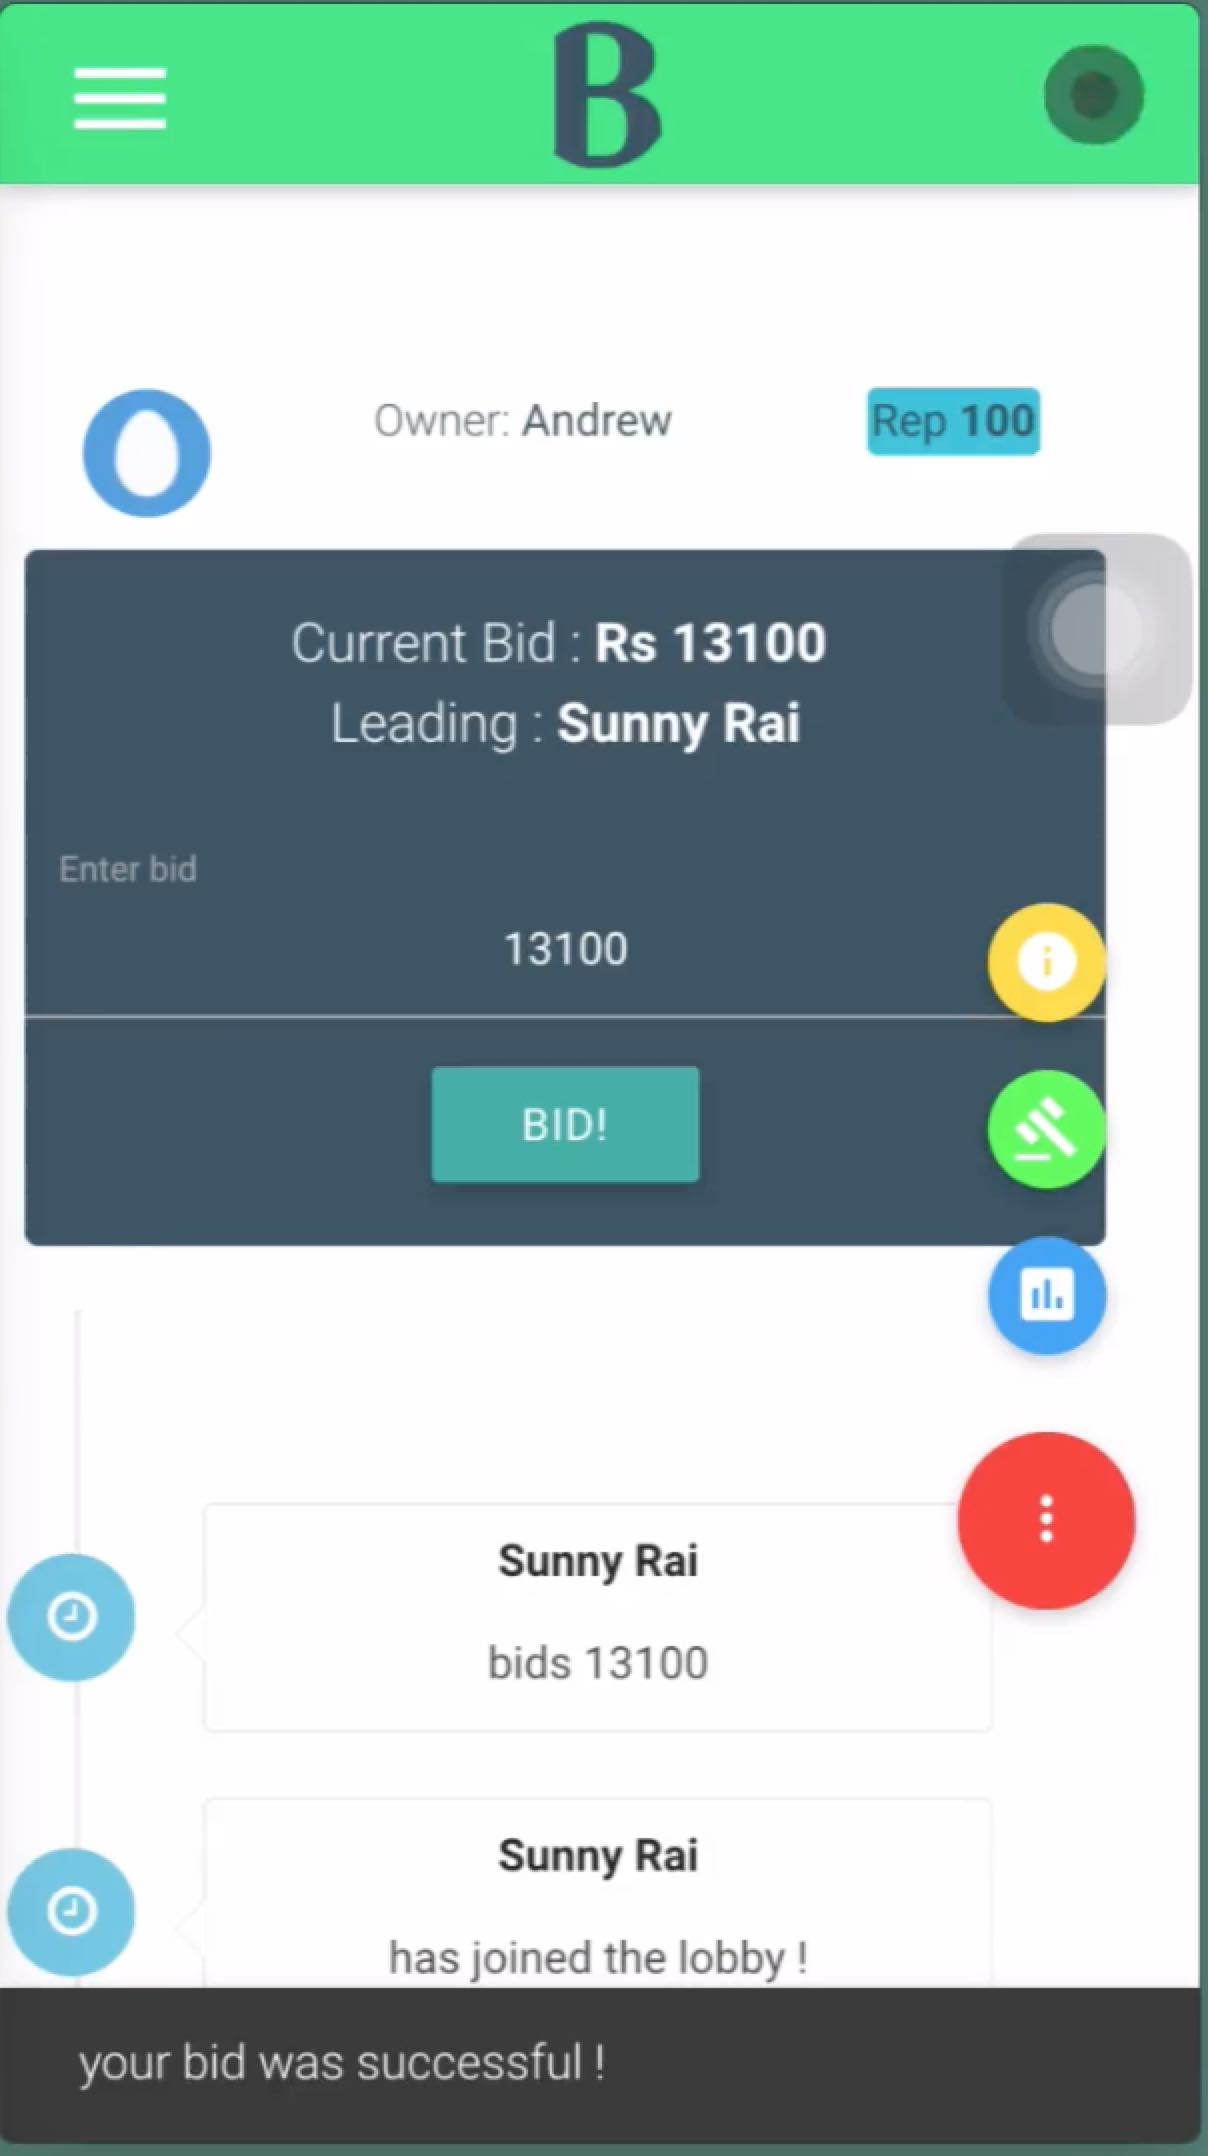 B
Owner: Andrew
Rep 100
Current Bid : Rs 13100
Leading : Sunny Rai
Enter bid
13100
BID!
Sunny Rai
bids 13100
Sunny Rai
has joined the lobby !
your bid was successful !